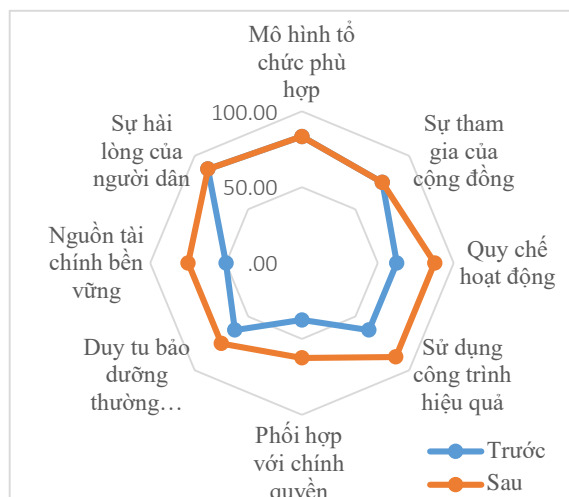 Mô hình tổ
chức phù
hợp
100.00
50.00
.00
Sự tham
gia của
cộng đồng
Quy chế
hoạt động
Sử dụng
công trình
hiệu quả
Phối hợp
với chính
quyền
Duy tu bảo
dưỡng
thường…
Nguồn tài
chính bền
vững
Sự hài
lòng của
người dân
Trước
Sau